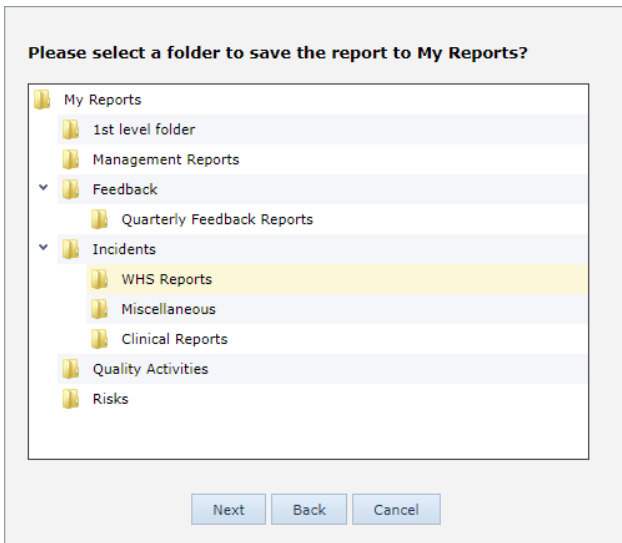 Please select a folder to save the report to My Reports?
My Reports
1st level folder
Management Reports
Feedback
Quarterly Feedback Reports
Incidents
WHS Reports
Miscellaneous
Clinical Reports
Quality Activities
Risks
Next Back Cancel